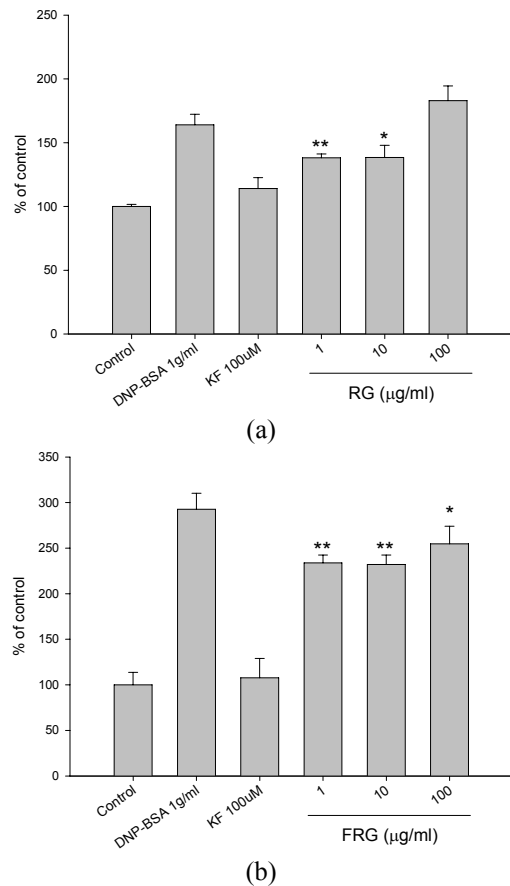 250
200
150
100
50
0
% of control
** *
Control
DNP-BSA 1g/ml
KF 100uM
1
10
100
RG (μg/ml)
(a)
350
300
250
200
150
100
50
0
% of control
** ** *
Control
DNP-BSA 1g/ml
KF 100uM
1
10
100
FRG (μg/ml)
(b)